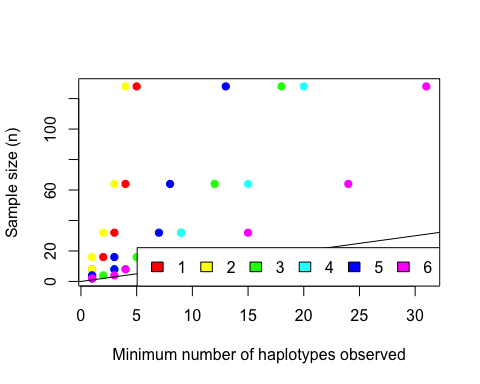 Sample size (n)
100
60
20
0
1 2 3 4 5 6
0 5 10 15 20 25 30
Minimum number of haplotypes observed